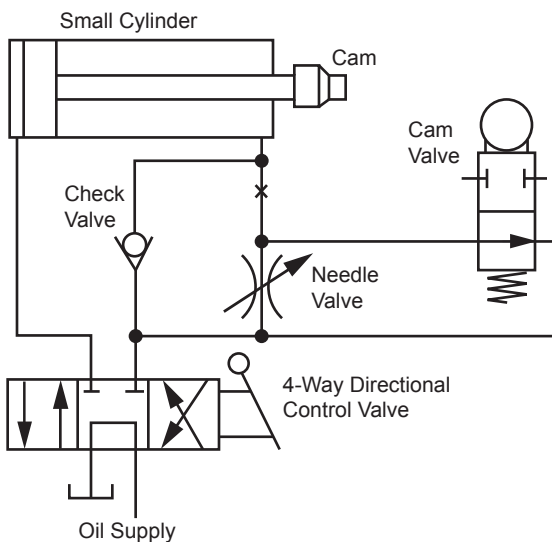 Small Cylinder
Cam
Cam
Valve
Check
Valve
Needle
Valve
4-Way Directional
Control Valve
Oil Supply